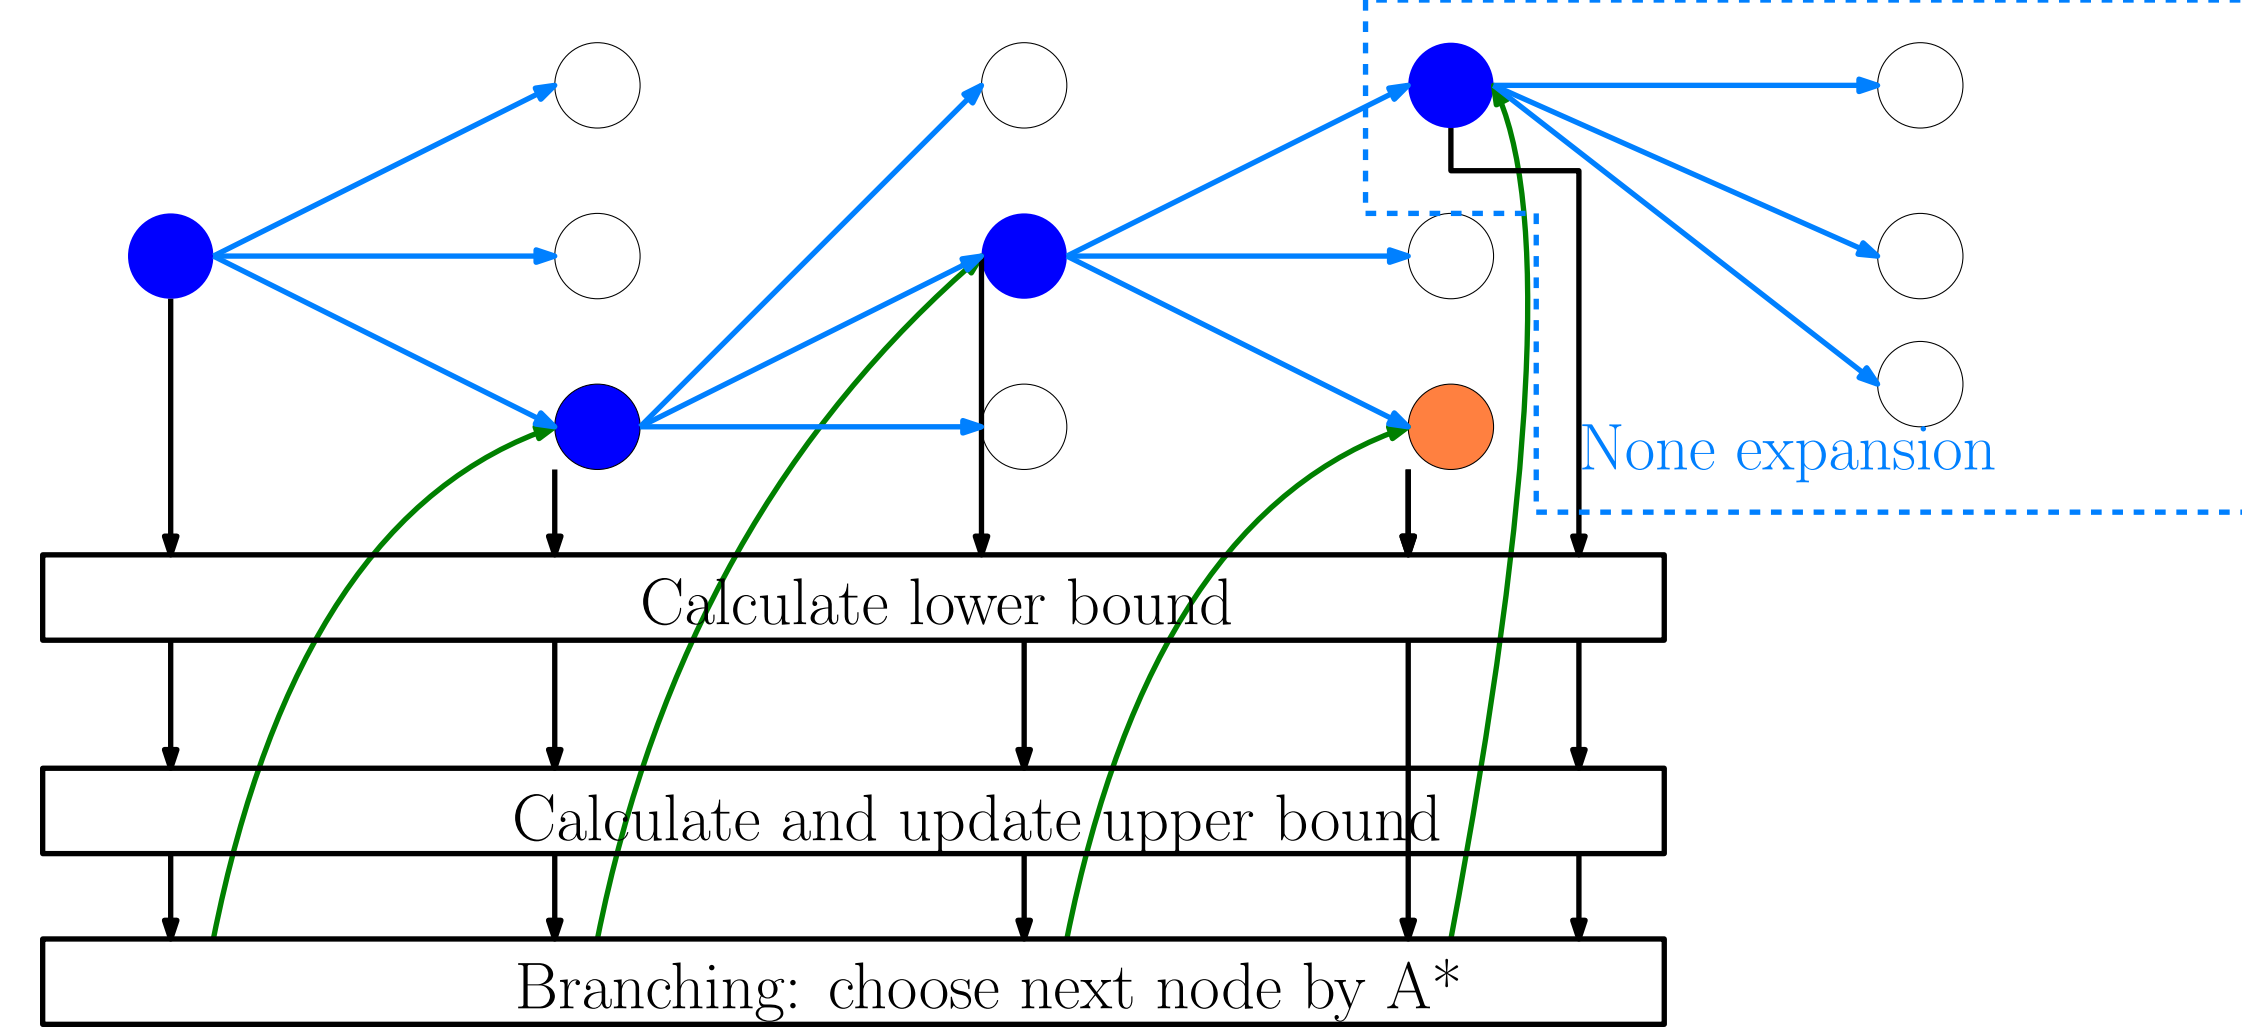 None expansion
Calculate lower bound
Calculate and update upper bound
Branching: choose next node by A*